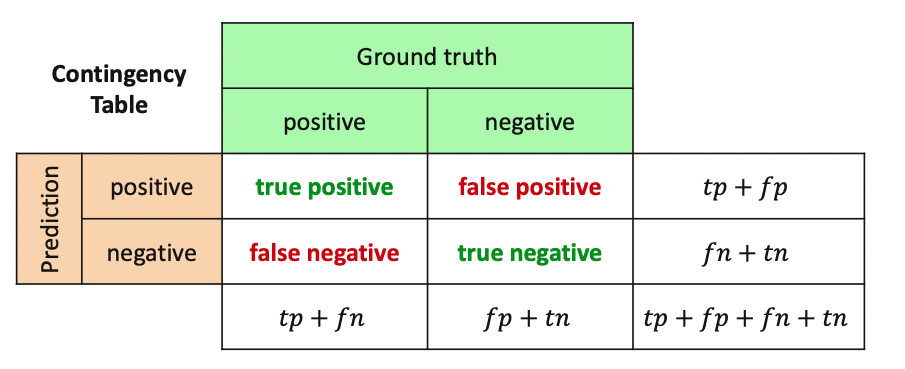 Ground truth
Contingency
Table
positive negative
Prediction
positive true positive false positive tp + fp
negative false negative true negative fn + tn
tp + fn fp + tn tp + fp + fn + tn